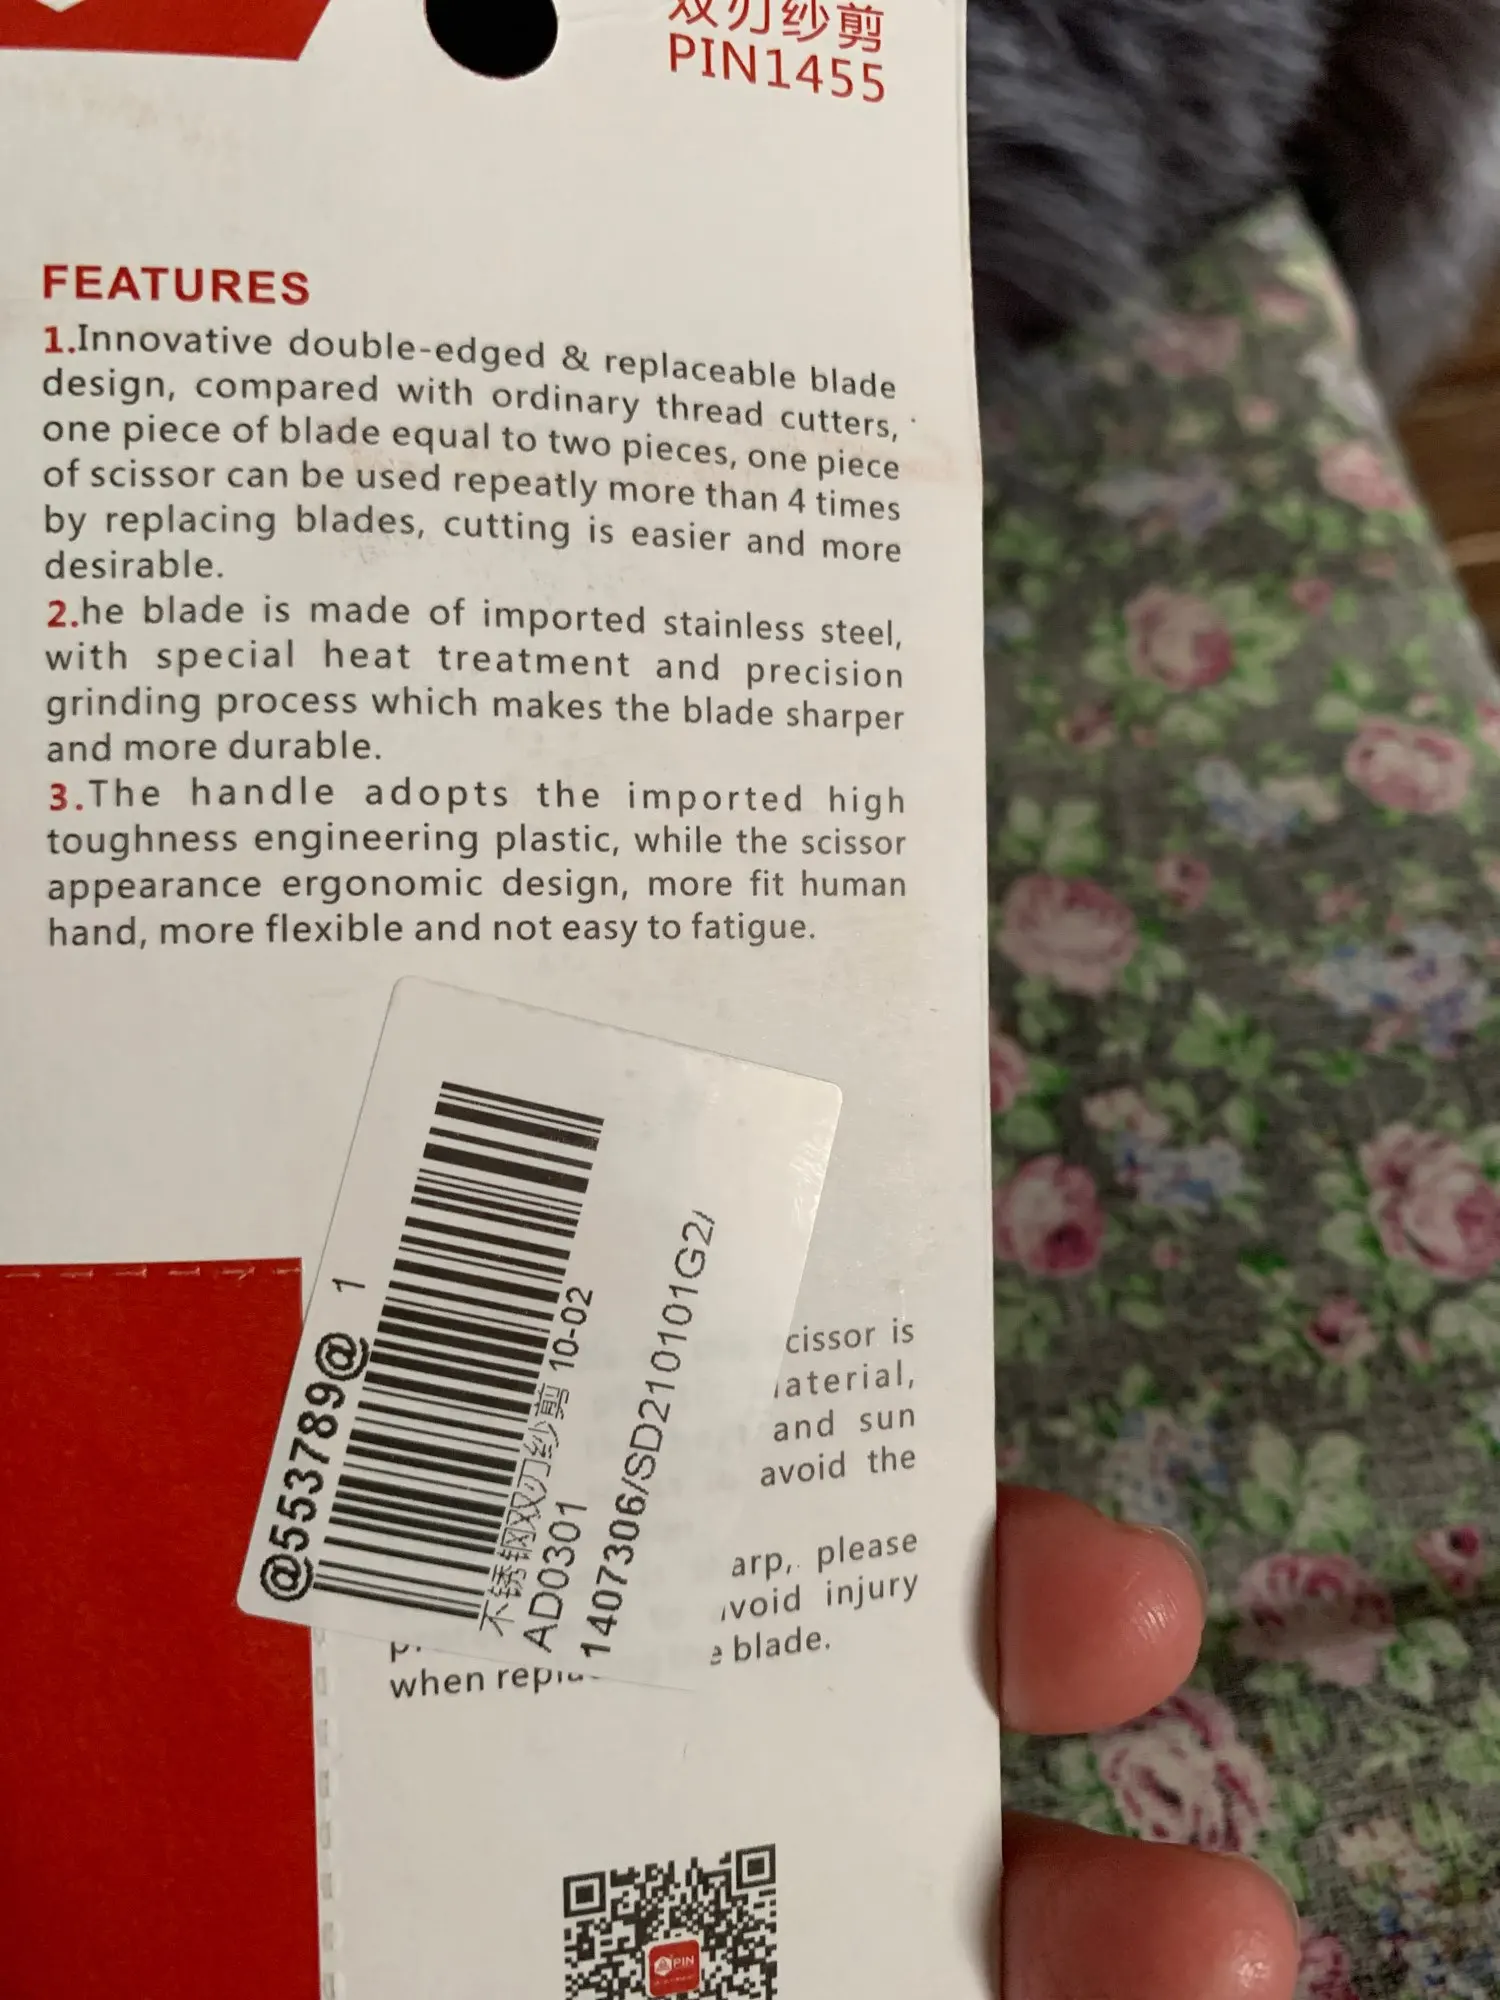 双刃纱剪
PIN1455
FEATURES
1.Innovative double-edged & replaceable blade
design, compared with ordinary thread cutters,
one piece of blade equal to two pieces, one piece
of scissor can be used repeatly more than 4 times
by replacing blades, cutting is easier and more
desirable.
2.he blade is made of imported stainless steel,
with special heat treatment and precision
grinding process which makes the blade sharper
and more durable.
3.The handle adopts the imported high
toughness engineering plastic, while the scissor
appearance ergonomic design, more fit human
hand, more flexible and not easy to fatigue.
@553789@ 1
不锈钢双刃纱剪 10-02
AD0301
1407306/SD210101G2/
is
and sun
avoid the
please
injury
blade.
when
PIN